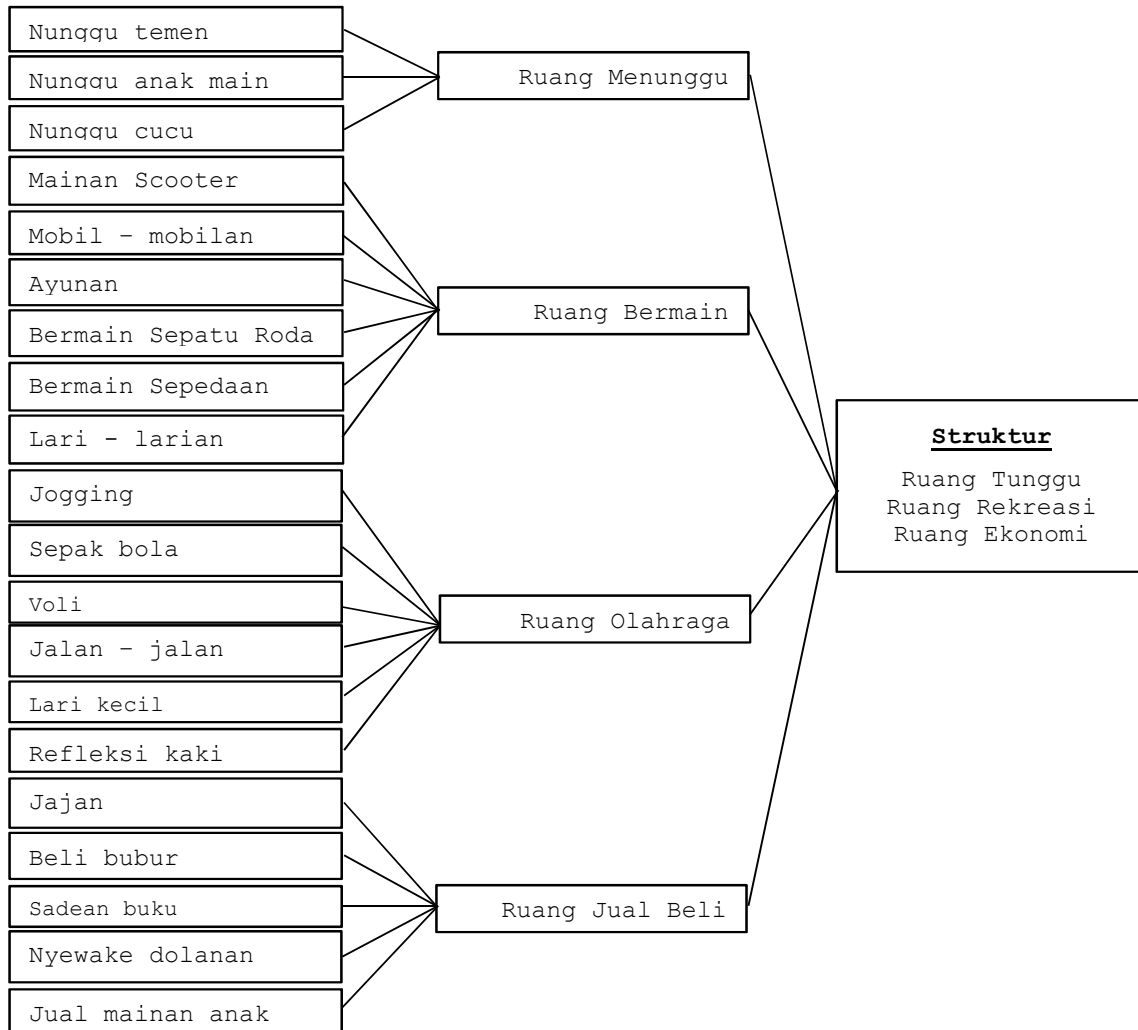 Nunggu temen
Nunggu anak main
Nunggu cucu
Mainan Scooter
Mobil – mobilan
Ayunan
Bermain Sepatu Roda
Bermain Sepedaan
Lari - larian
Jogging
Sepak bola
Voli
Jalan – jalan
Lari kecil
Refleksi kaki
Jajan
Beli bubur
Sadean buku
Nyewake dolanan
Jual mainan anak
Ruang Menunggu
Ruang Bermain
Ruang Olahraga
Ruang Jual Beli
Struktur
Ruang Tunggu
Ruang Rekreasi
Ruang Ekonomi